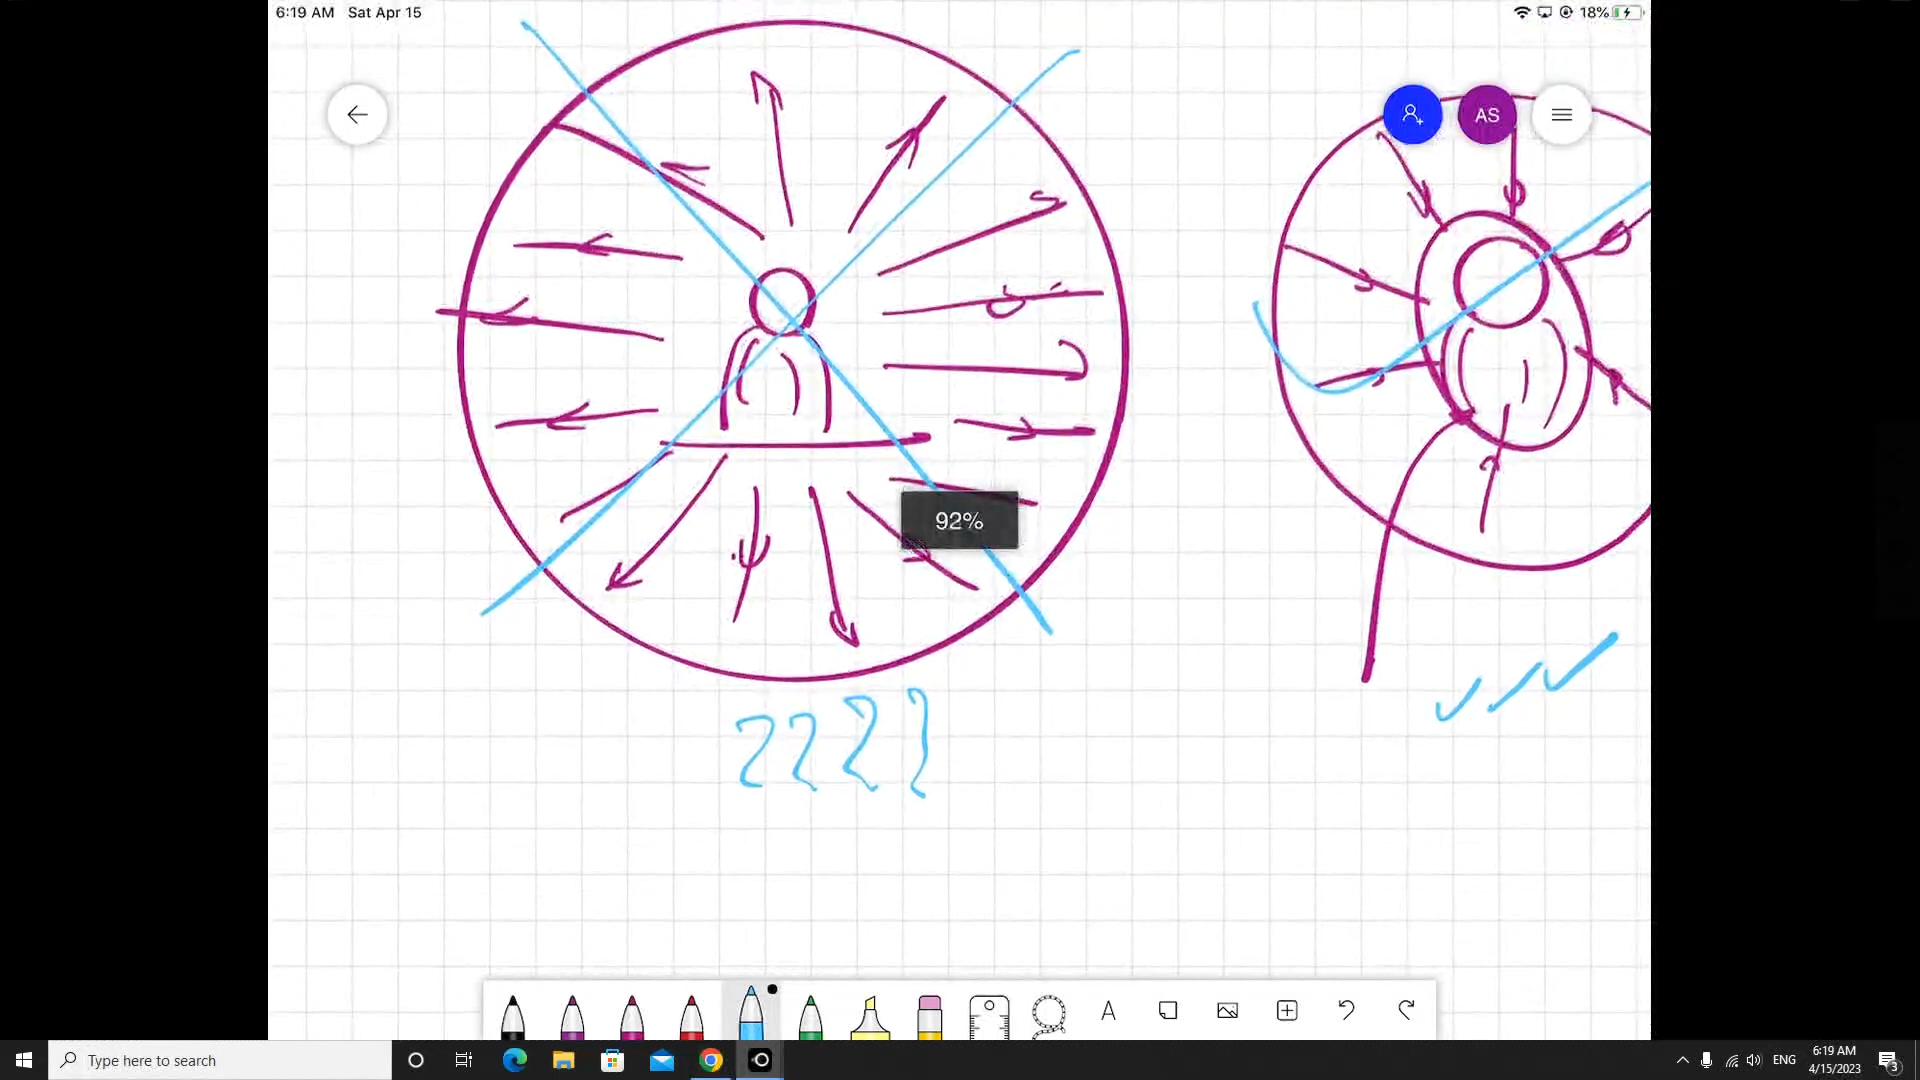 6:19 AM Sat Apr 15
18%
AS
92%
A
Type here to search
ENG
6:19 AM
4/15/2023
3